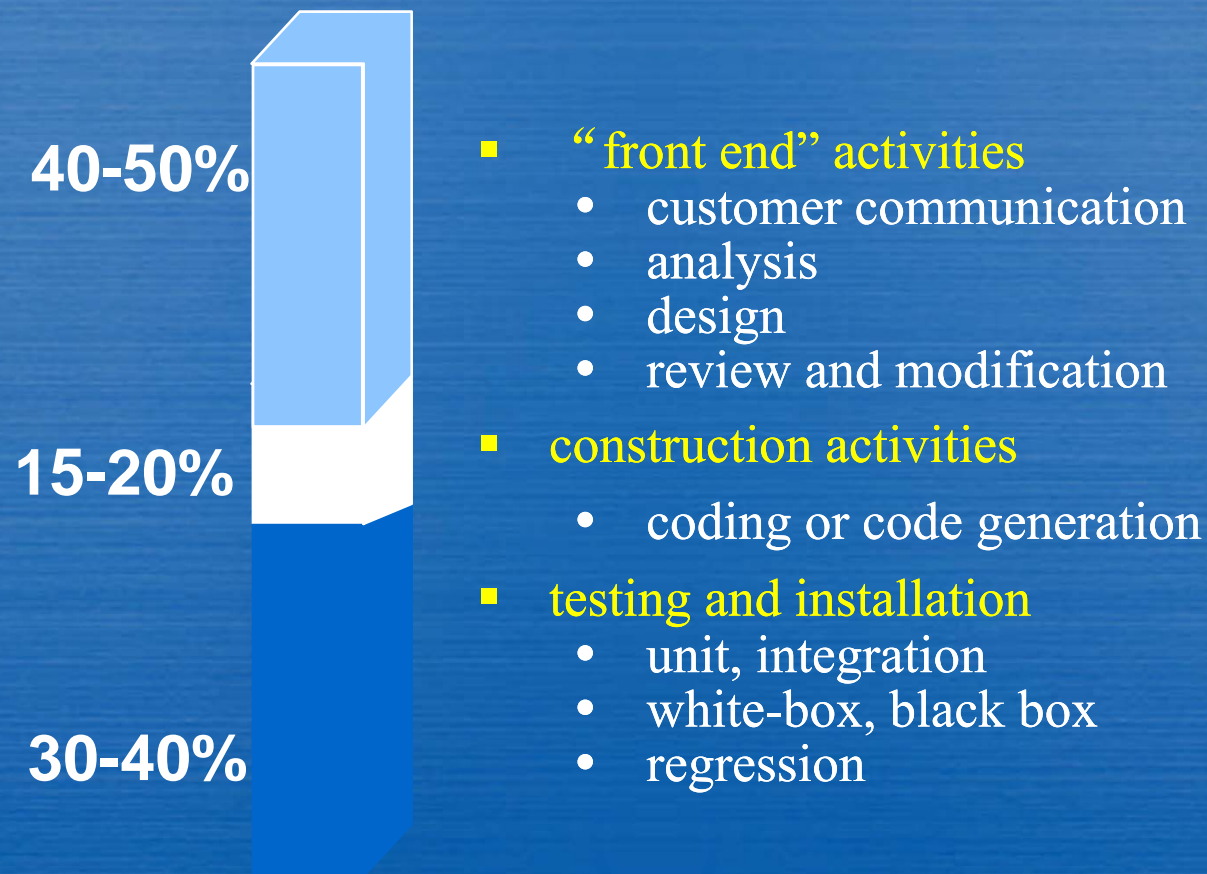 40-50%
“front end” activities
• customer communication
• analysis
• design
• review and modification
15-20%
construction activities
• coding or code generation
30-40%
testing and installation
• unit, integration
• white-box, black box
• regression